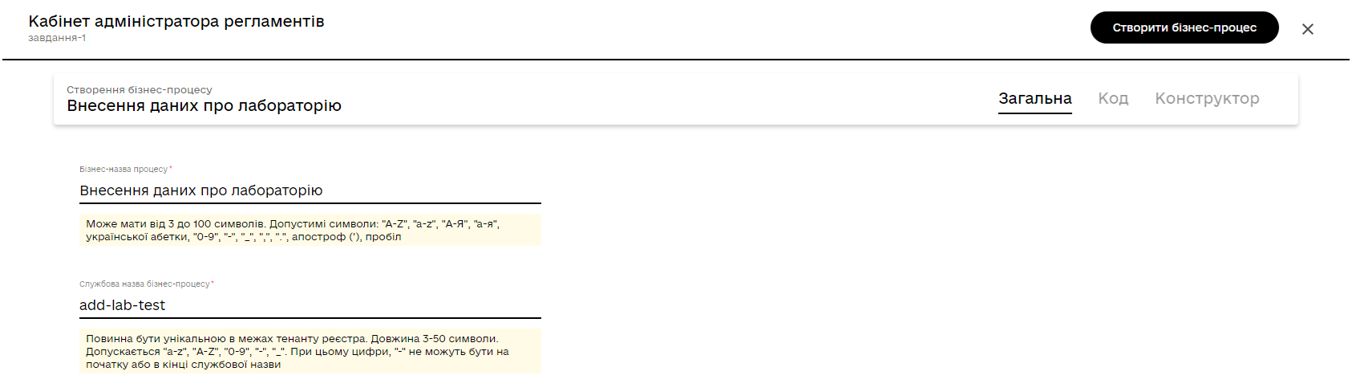 Кабінет адміністратора регламентів
завдання-1
Створити бізнес-процес
Створення бізнес-процесу
Внесення даних про лабораторію
Загальна
Код
Конструктор
Бізнес-назва процесу*
Внесення даних про лабораторію
Може мати від 3 до 100 символів. Допустимі символи: "A-Z", "a-z", "А-Я", "а-я",
української абетки, "0-9", "-", "_", ",", ".", апостроф ('), пробіл
Службова назва бізнес-процесу*
add-lab-test
Повинна бути унікальною в межах тенанту реєстра. Довжина 3-50 символи.
Допускається "a-z", "A-Z", "0-9", "-", "_". При цьому цифри, "-" не можуть бути на
початку або в кінці службової назви